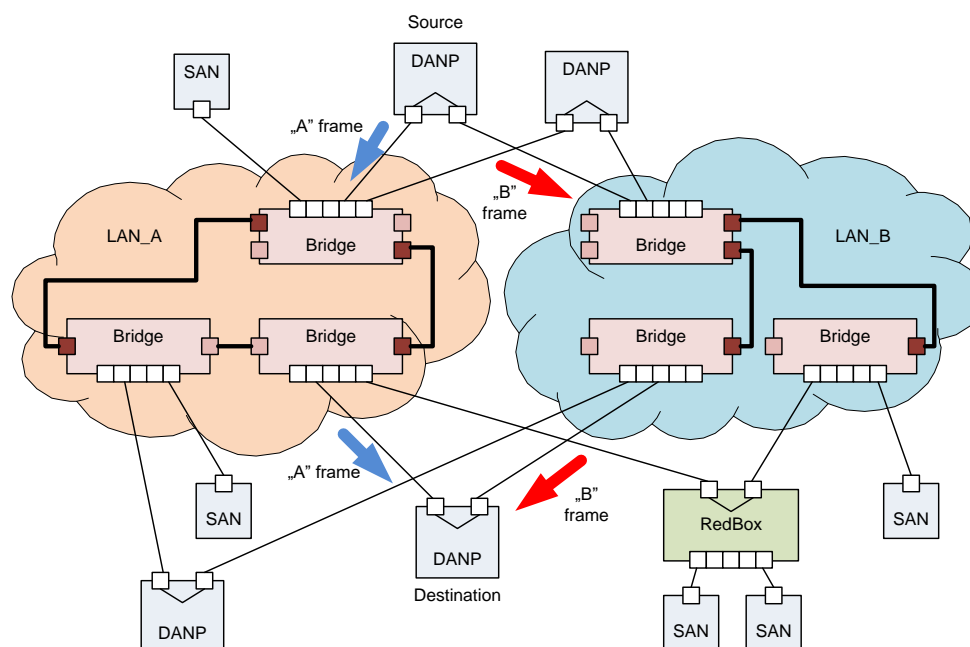 Source
SAN
DANP
DANP
„A” frame
„B”
frame
LAN_A
Bridge
Bridge
LAN_B
Bridge
Bridge
Bridge
Bridge
„A” frame
„B”
frame
SAN
DANP
RedBox
SAN
Destination
DANP
SAN
SAN